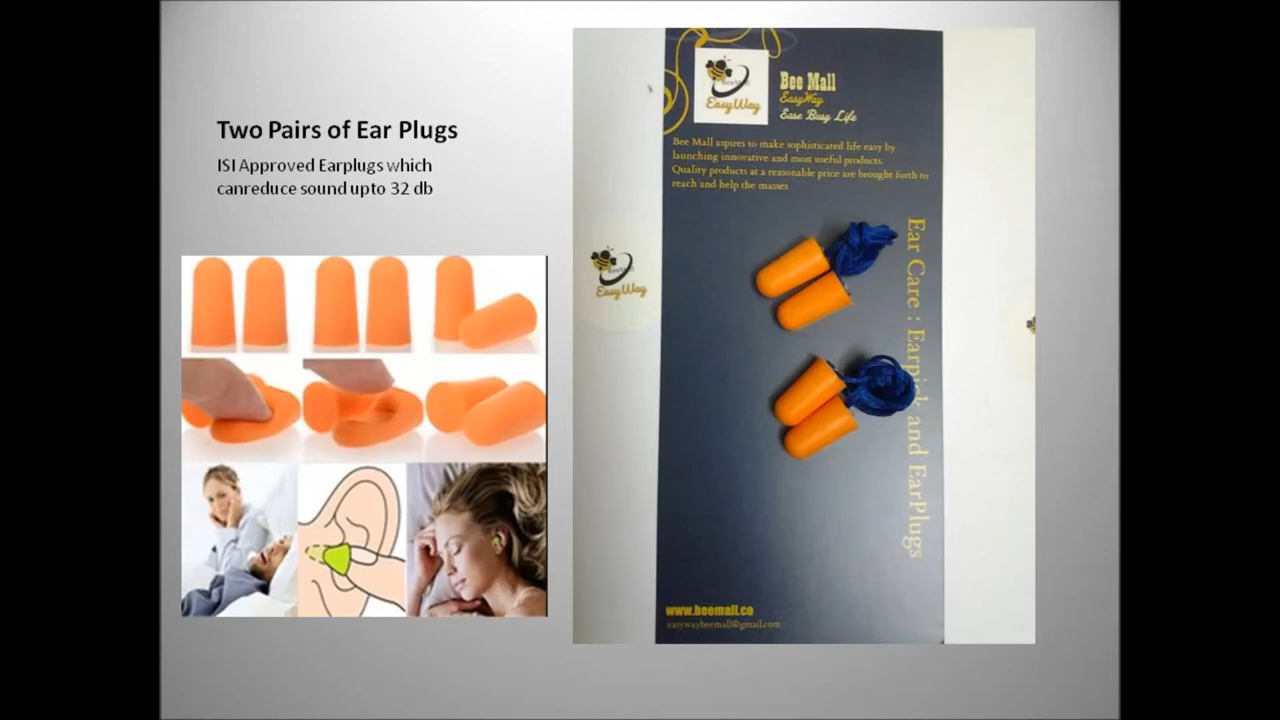 Two Pairs of Ear Plugs
ISI Approved Earplugs which
canreduce sound upto 32 db
BeeMall
EasyWay
Bee Mall
EasyWay
Ease Busy Life
Bee Mall aspires to make sophisticated life easy by
launching innovative and most useful products.
Quality products at a reasonable price are brought forth to
reach and help the masses
Ear Care : Earpick and EarPlugs
BeeMall
EasyWay
www.beemall.co
easywaybeemall@gmail.com